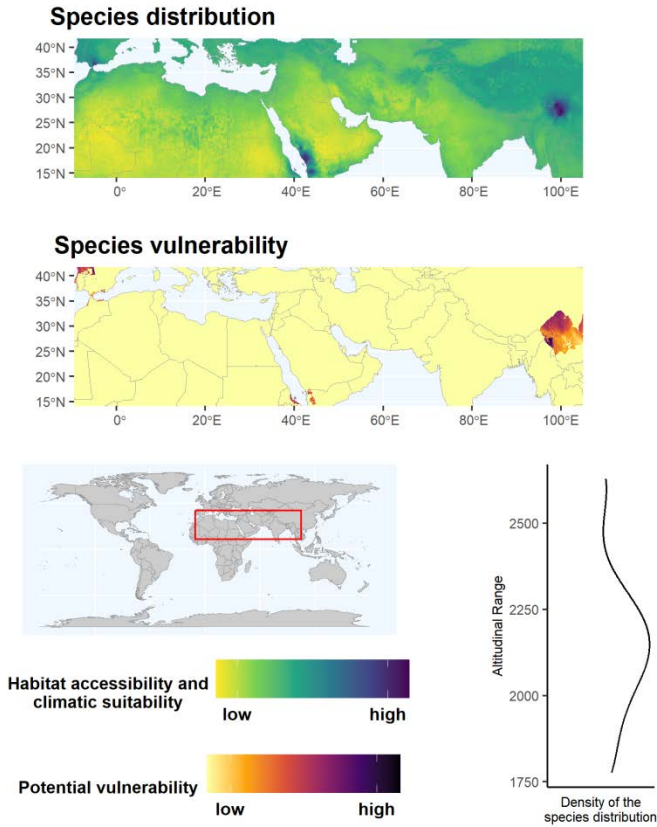 Species distribution
40°N
35°N
30°N
25°N
20°N
15°N
0°
20°E
40°E
60°E
80°E
100°E
Species vulnerability
40°N
35°N
30°N
25°N
20°N
15°N
0°
20°E
40°E
60°E
80°E
100°E
Habitat accessibility and
climatic suitability
low
high
Potential vulnerability
low
high
Altitudinal Range
2500
2250
2000
1750
Density of the
species distribution